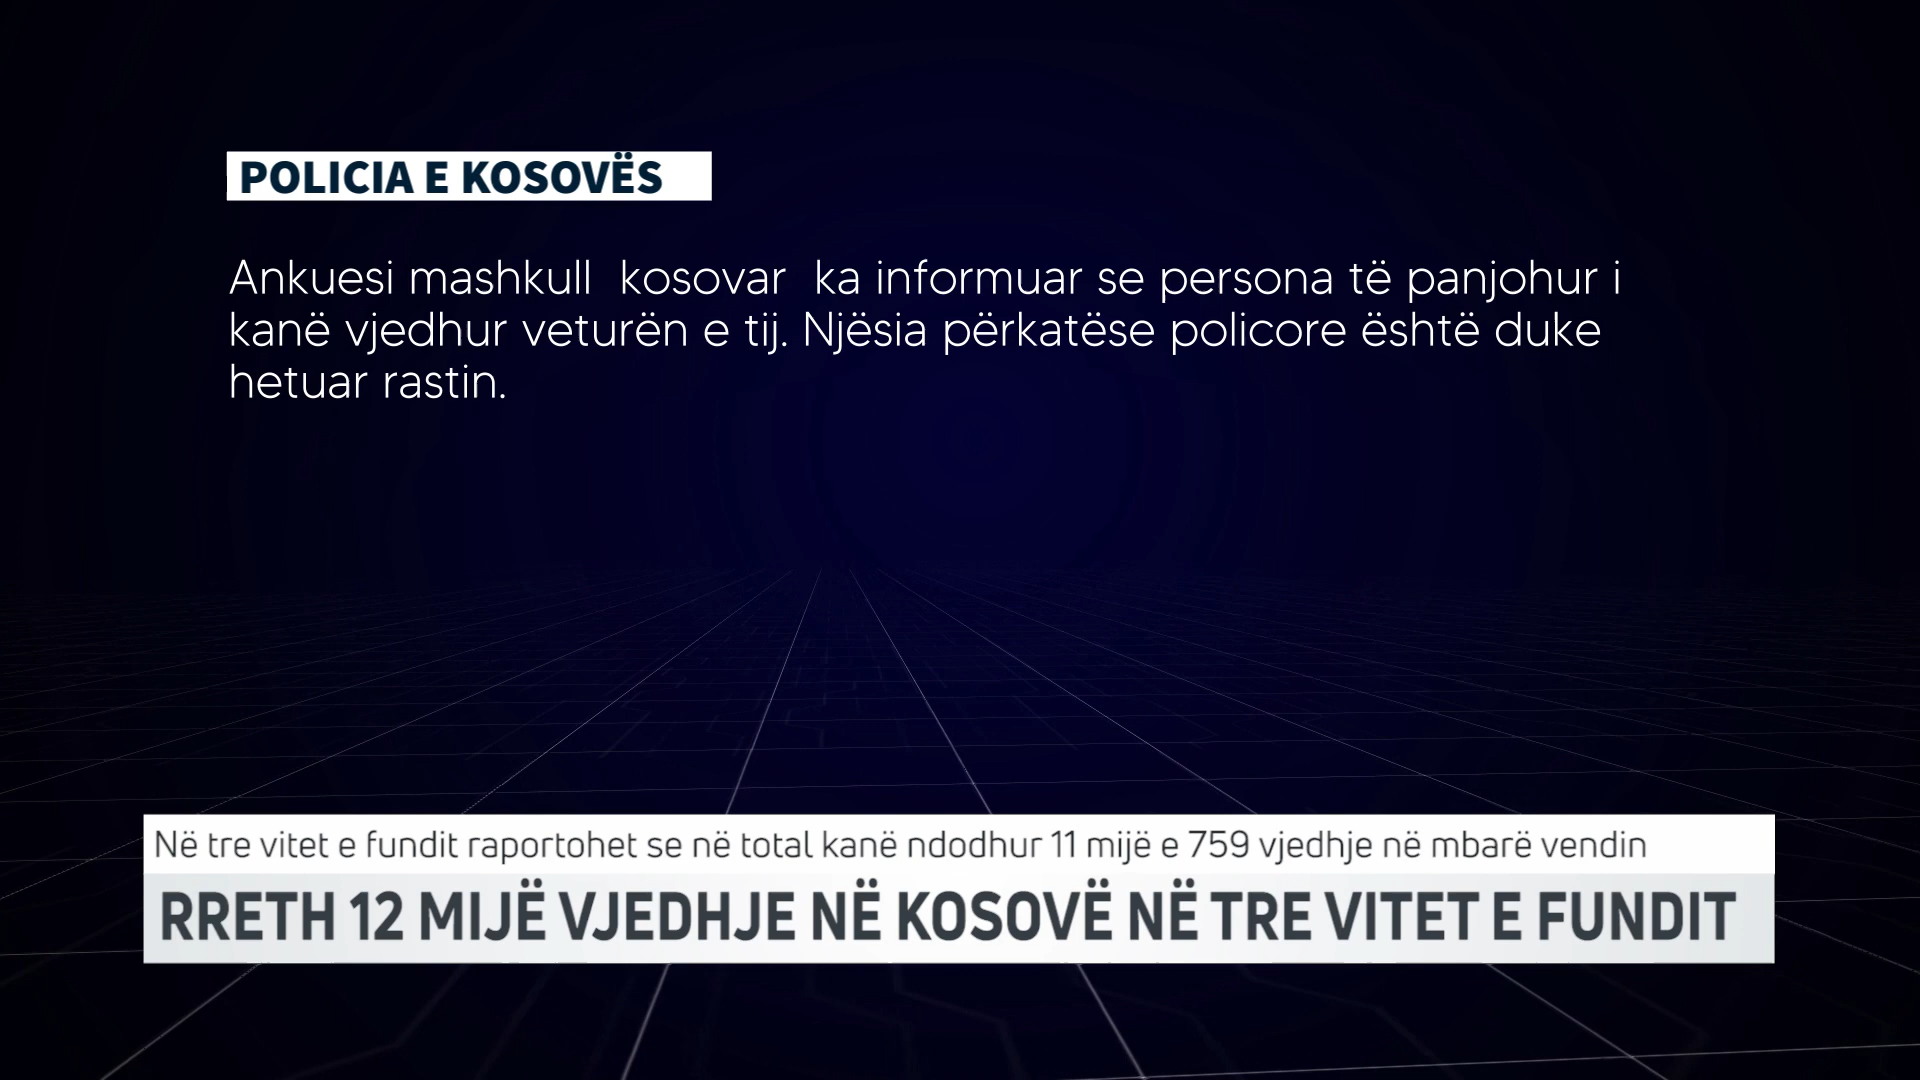 POLICIA E KOSOVËS
Ankuesi mashkull  kosovar  ka informuar se persona të panjohur i
kanë vjedhur veturën e tij. Njësia përkatëse policore është duke
hetuar rastin.
Në tre vitet e fundit raportohet se në total kanë ndodhur 11 mijë e 759 vjedhje në mbarë vendin
RRETH 12 MIJË VJEDHJE NË KOSOVË NË TRE VITET E FUNDIT